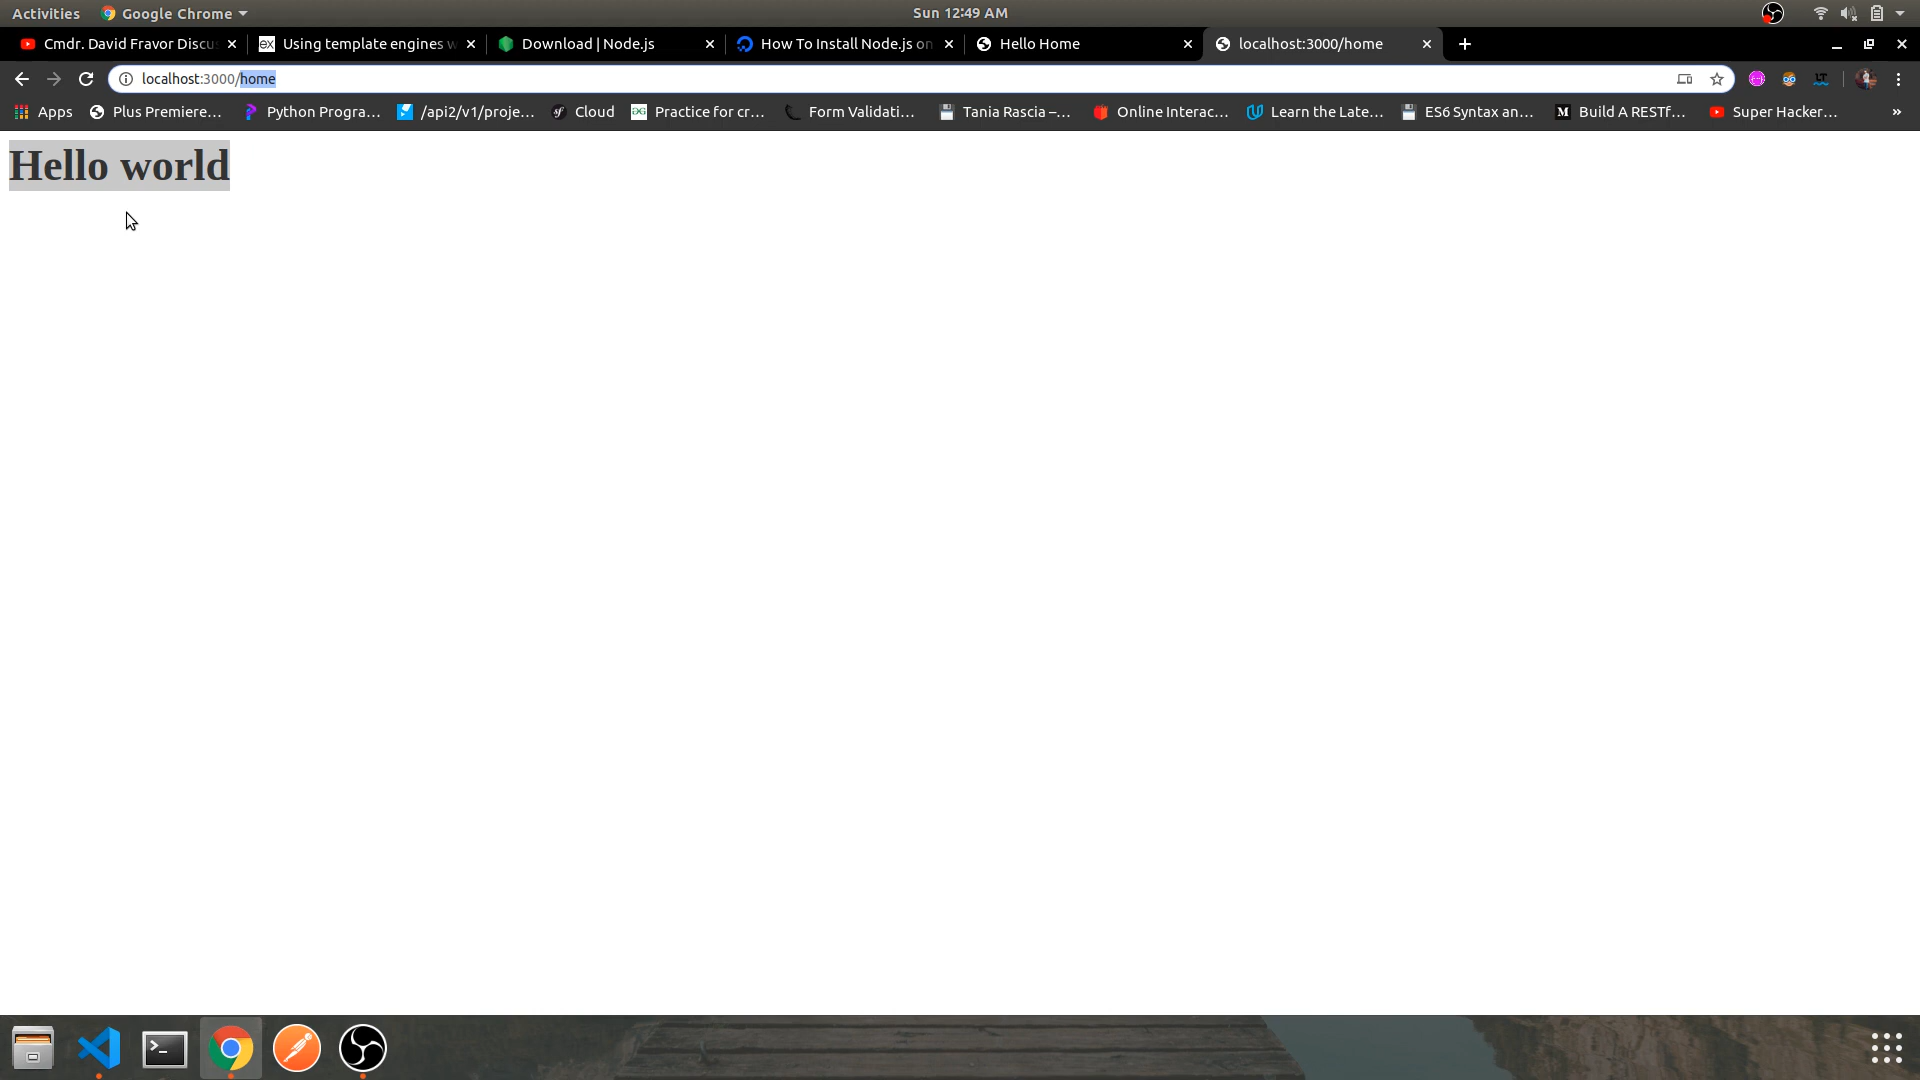 Activities Google Chrome Sun 12:49 AM
Cmdr. David Fravor Discu Using template engines w Download | Node.js How To Install Node.js on Hello Home localhost:3000/home
localhost:3000/home
Apps Plus Premiere... Python Progra... /api2/v1/proje... Cloud Practice for cr... Form Validati... Tania Rascia –... Online Interac... Learn the Late... ES6 Syntax an... Build A RESTf... Super Hacker... »
Hello world